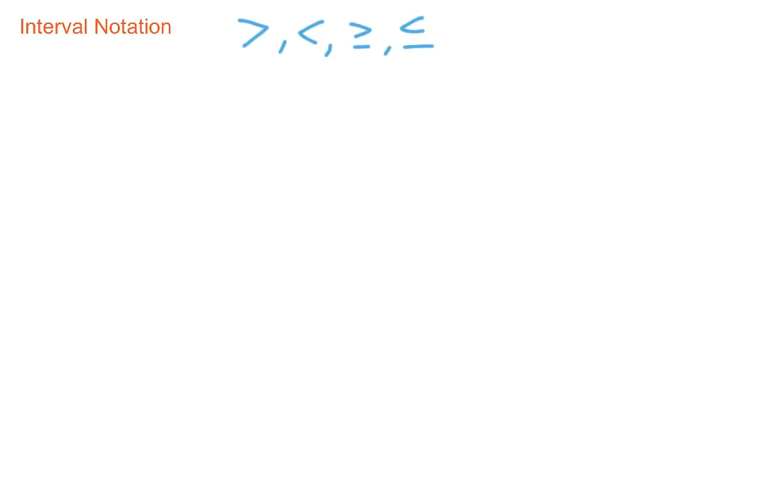 Interval Notation >, <, ≥, ≤